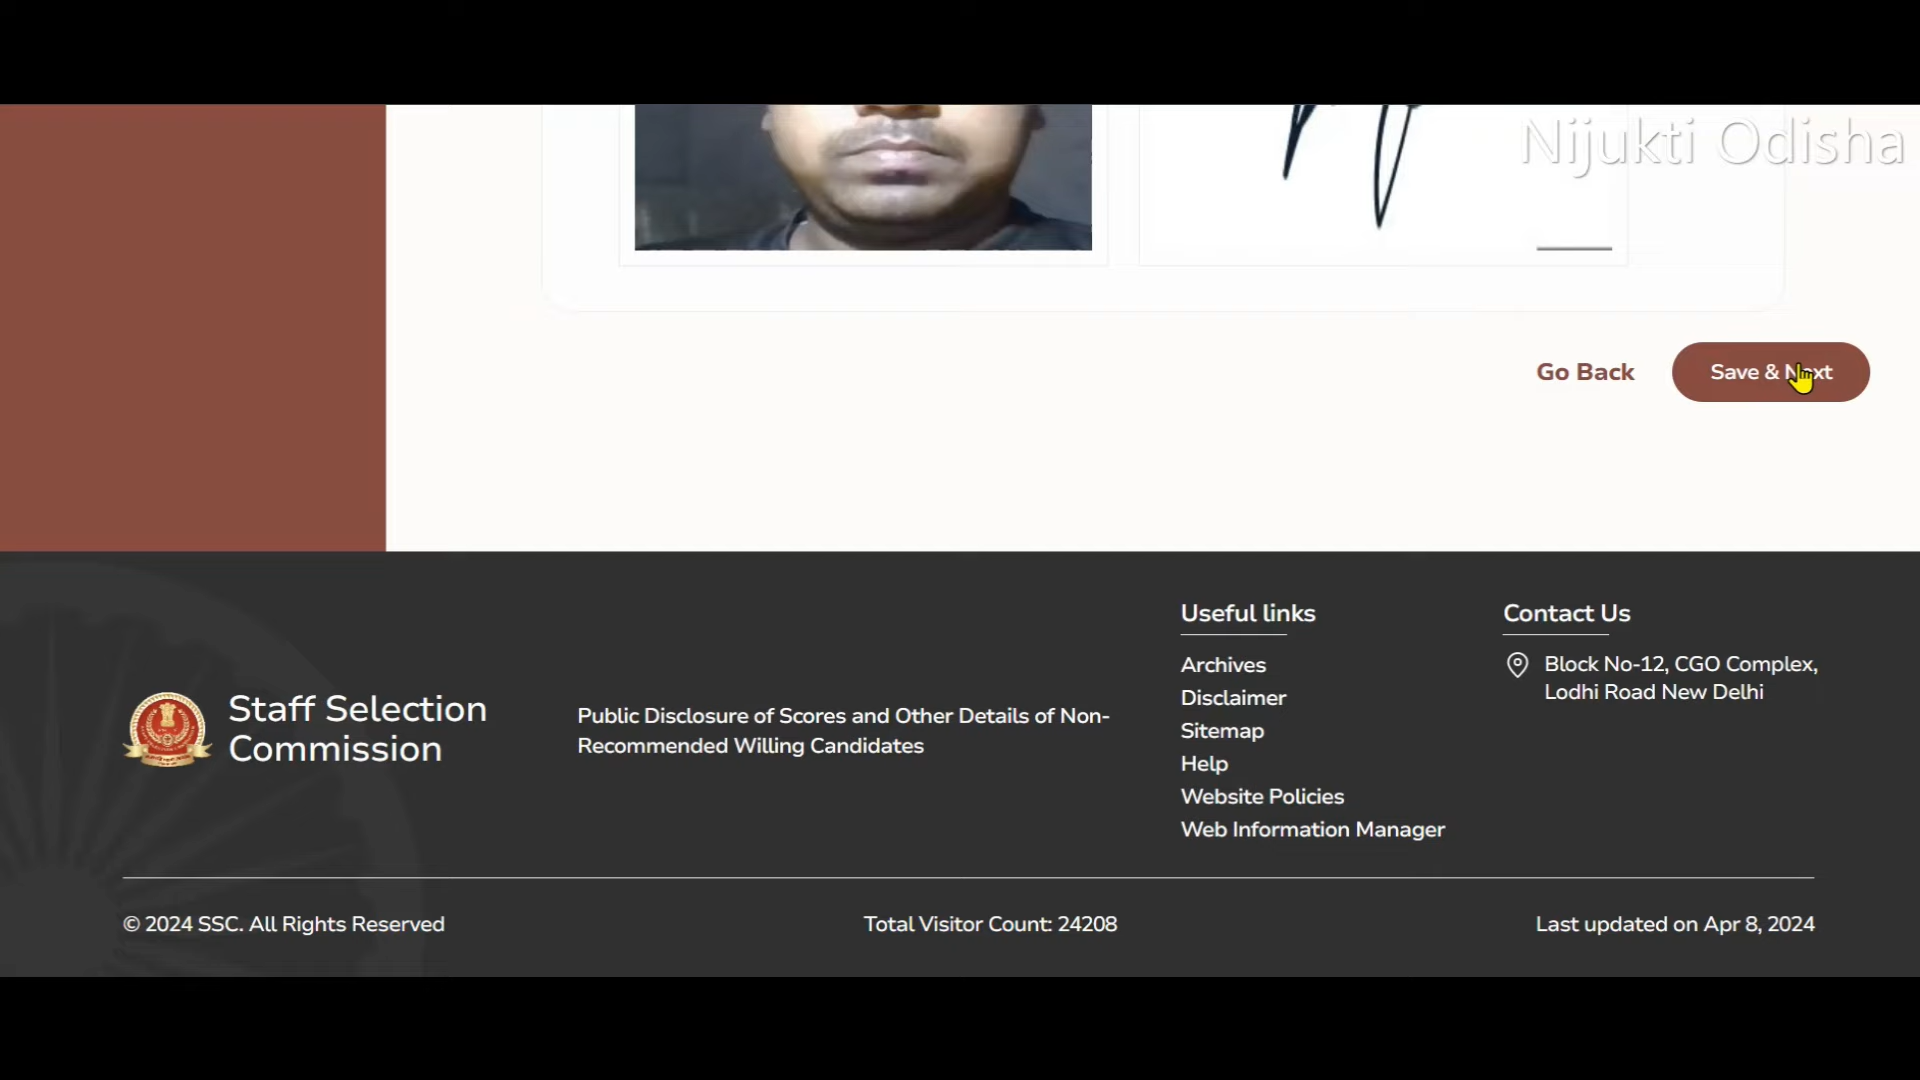 Nijukti Odisha
Go Back
Save & Next
Useful links
Archives
Disclaimer
Sitemap
Help
Website Policies
Web Information Manager
Contact Us
Block No-12, CGO Complex,
Lodhi Road New Delhi
Staff Selection
Commission
Public Disclosure of Scores and Other Details of Non-
Recommended Willing Candidates
© 2024 SSC. All Rights Reserved
Total Visitor Count: 24208
Last updated on Apr 8, 2024